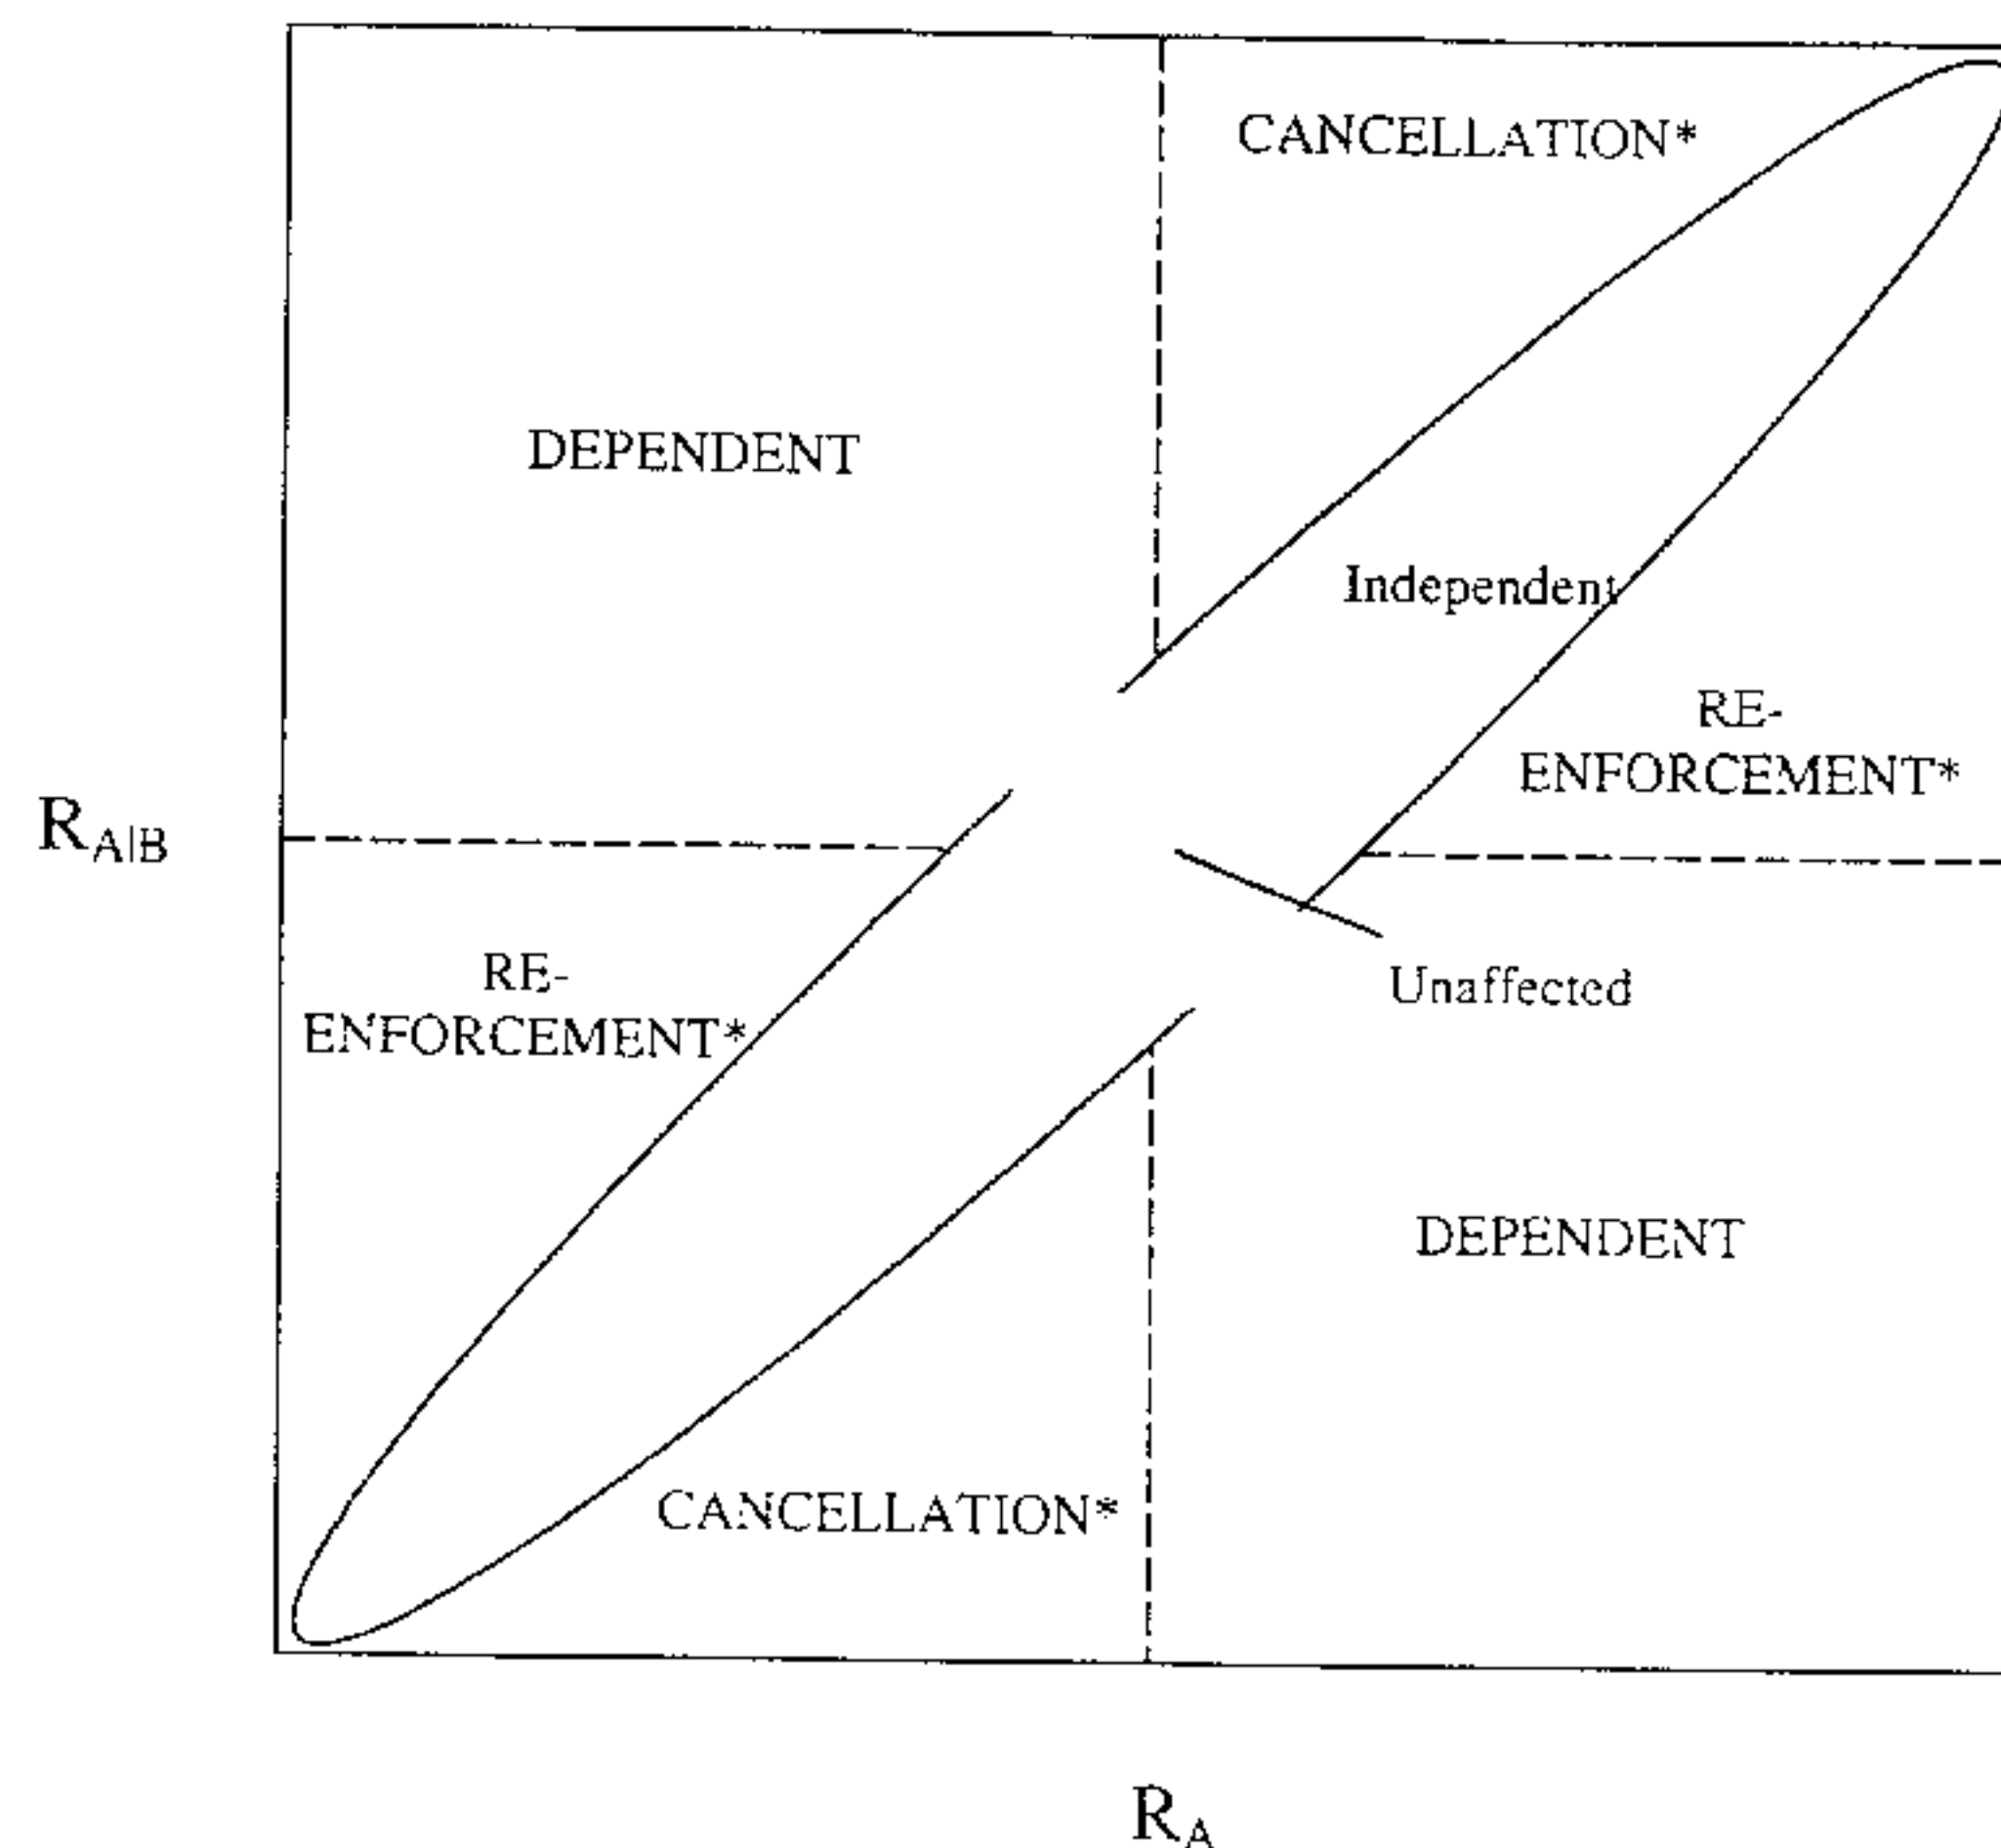 CANCELLATION*
DEPENDENT
Independent
RE-
ENFORCEMENT*
R_A|B
RE-
ENFORCEMENT*
Unaffected
DEPENDENT
CANCELLATION*
R_A